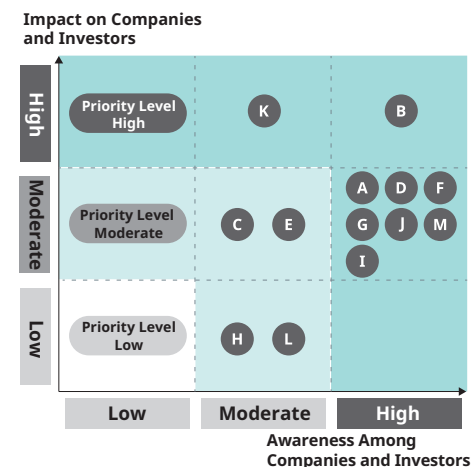 Impact on Companies
and Investors
High
Priority Level
High
K
B
Moderate
Priority Level
Moderate
C
E
A
D
F
G
J
M
I
Low
Priority Level
Low
H
L
Low
Moderate
High
Awareness Among
Companies and Investors